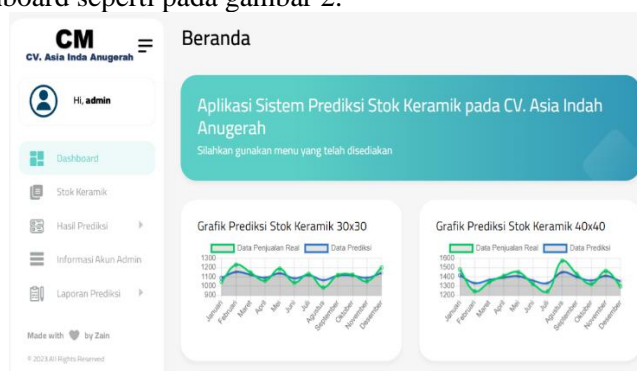 board seperti pada gambar 2.
CM
CV. Asia Inda Anugerah
Hi, admin
Dashboard
Stok Keramik
Hasil Prediksi
Informasi Akun Admin
Laporan Prediksi
Made with by Zain
© 2023 All Rights Reserved
Beranda
Aplikasi Sistem Prediksi Stok Keramik pada CV. Asia Indah
Anugerah
Silahkan gunakan menu yang telah disediakan
Grafik Prediksi Stok Keramik 30x30
Data Penjualan Real Data Prediksi
1300
1200
1100
1000
900
Januari Februari Maret April Mei Juni Juli Agustus September Oktober November Desember
Grafik Prediksi Stok Keramik 40x40
Data Penjualan Real Data Prediksi
1600
1500
1400
1300
1200
Januari Februari Maret April Mei Juni Juli Agustus September Oktober November Desember